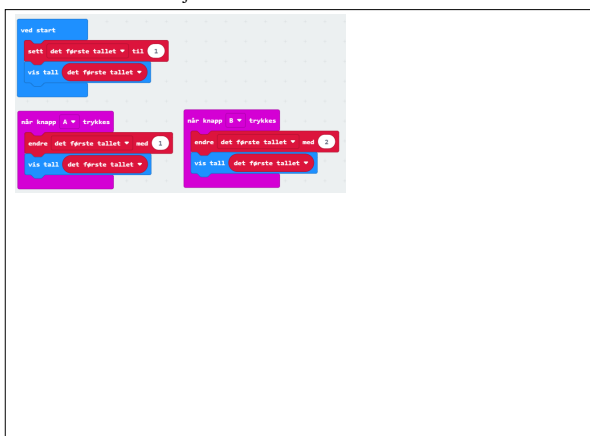 ved start
sett det første tallet til 1
vis tall det første tallet
når knapp A trykkes
endre det første tallet med 1
vis tall det første tallet
når knapp B trykkes
endre det første tallet med 2
vis tall det første tallet